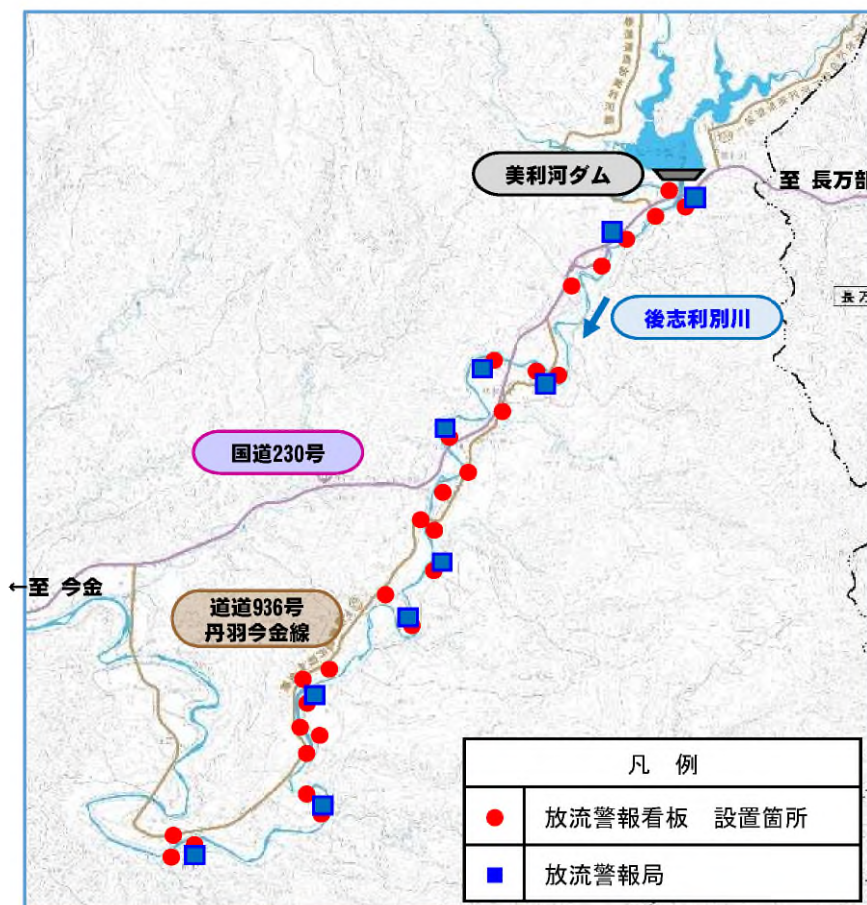 美利河ダム
至 長万部
長万
後志利別川
国道230号
←至 今金
道道936号
丹羽今金線
凡 例
放流警報看板 設置箇所
放流警報局